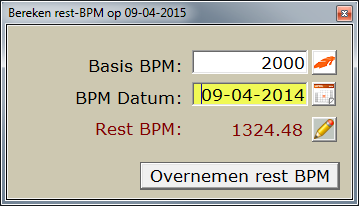 Bereken rest-BPM op 09-04-2015
Basis BPM: 2000
BPM Datum: 09-04-2014
Rest BPM: 1324.48
Overnemen rest BPM